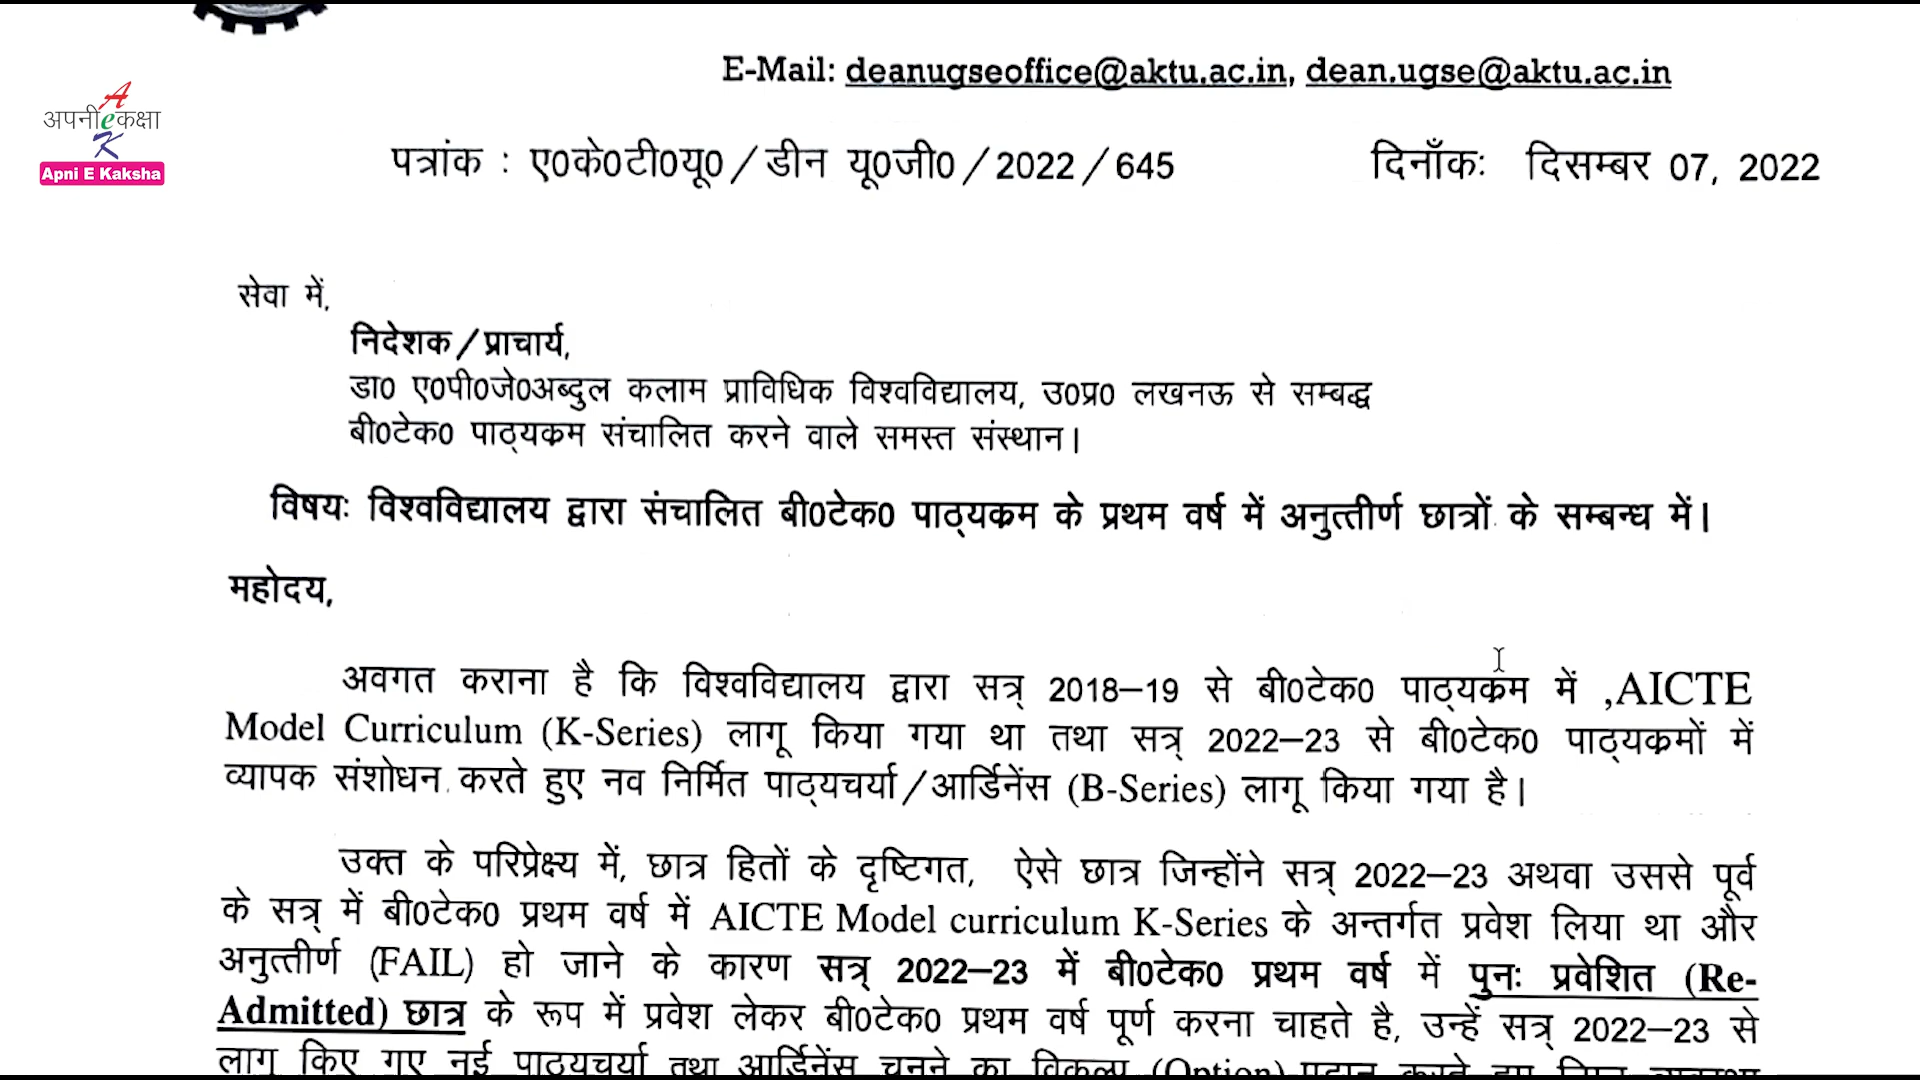 E-Mail: deanugseoffice@aktu.ac.in, dean.ugse@aktu.ac.in
अपनीeकक्षा
A
K
Apni E Kaksha
पत्रांक : ए0के0टी0यू0/डीन यू0जी0/2022/645 दिनाँकः दिसम्बर 07, 2022
सेवा में,
निदेशक/प्राचार्य,
डा0 ए0पी0जे0अब्दुल कलाम प्राविधिक विश्वविद्यालय, उ0प्र0 लखनऊ से सम्बद्ध
बी0टेक0 पाठ्यक्रम संचालित करने वाले समस्त संस्थान।
विषयः विश्वविद्यालय द्वारा संचालित बी0टेक0 पाठ्यक्रम के प्रथम वर्ष में अनुत्तीर्ण छात्रों के सम्बन्ध में।
महोदय,
अवगत कराना है कि विश्वविद्यालय द्वारा सत्र् 2018–19 से बी0टेक0 पाठ्यक्रम में ,AICTE
Model Curriculum (K-Series) लागू किया गया था तथा सत्र् 2022–23 से बी0टेक0 पाठ्यक्रमों में
व्यापक संशोधन करते हुए नव निर्मित पाठ्यचर्या/आर्डिनेंस (B-Series) लागू किया गया है।
उक्त के परिप्रेक्ष्य में, छात्र हितों के दृष्टिगत, ऐसे छात्र जिन्होंने सत्र् 2022–23 अथवा उससे पूर्व
के सत्र् में बी0टेक0 प्रथम वर्ष में AICTE Model curriculum K-Series के अन्तर्गत प्रवेश लिया था और
अनुत्तीर्ण (FAIL) हो जाने के कारण सत्र् 2022–23 में बी0टेक0 प्रथम वर्ष में पुनः प्रवेशित (Re-
Admitted) छात्र के रूप में प्रवेश लेकर बी0टेक0 प्रथम वर्ष पूर्ण करना चाहते है, उन्हें सत्र् 2022–23 से
लागू किए गए नई पाठ्यचर्या तथा आर्डिनेंस चुनने का विकल्प (Option) प्रदान करते हुए निम्न व्यवस्था